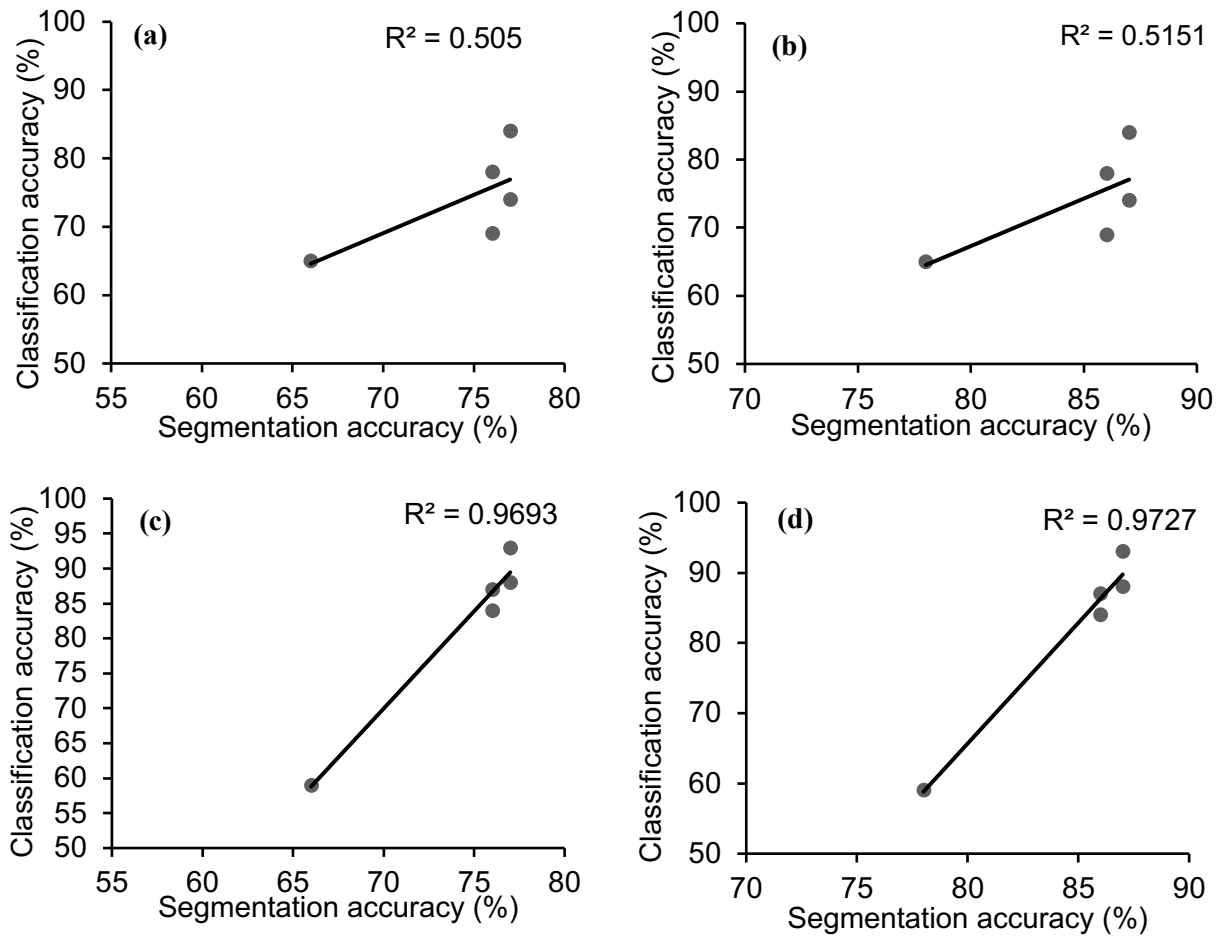 (a)
R² = 0.505
Classification accuracy (%)
100
90
80
70
60
50
55 60 65 70 75 80
Segmentation accuracy (%)
(b)
R² = 0.5151
Classification accuracy (%)
100
90
80
70
60
50
70 75 80 85 90
Segmentation accuracy (%)
(c)
R² = 0.9693
Classification accuracy (%)
100
95
90
85
80
75
70
65
60
55
50
55 60 65 70 75 80
Segmentation accuracy (%)
(d)
R² = 0.9727
Classification accuracy (%)
100
90
80
70
60
50
70 75 80 85 90
Segmentation accuracy (%)